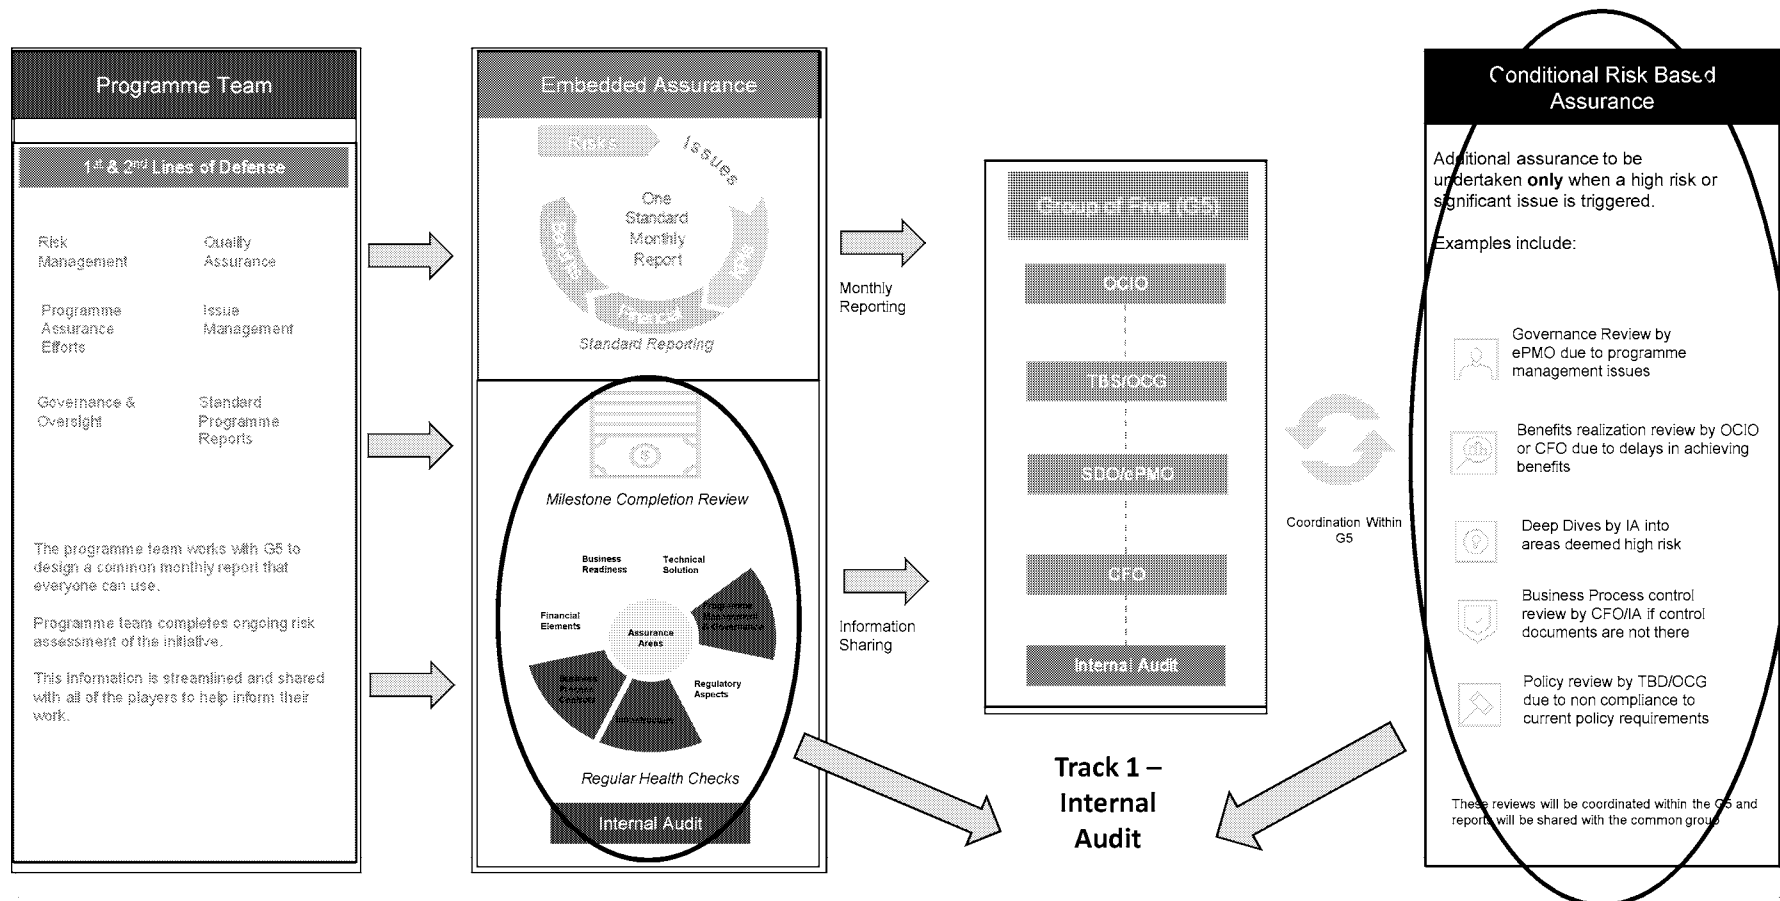 Programme Team
1st & 2nd Lines of Defense
Risk
Management
Quality
Assurance
Programme
Assurance
Efforts
Issue
Management
Governance &
Oversight
Standard
Programme
Reports
The programme team works with G5 to
design a common monthly report that
everyone can use.
Programme team completes ongoing risk
assessment of the initiative.
This information is streamlined and shared
with all of the players to help inform their
work.
Embedded Assurance
Risks
Issues
Financial
Benefits
One
Standard
Monthly
Report
Standard Reporting
Milestone Completion Review
Business
Readiness
Technical
Solution
Financial
Elements
Assurance
Areas
Programme
Management
& Governance
Business
Process
Controls
Infrastructure
Regulatory
Aspects
Regular Health Checks
Internal Audit
Monthly
Reporting
Information
Sharing
Group of Five (G5)
OCIO
TBS/OCG
SDO/ePMO
CFO
Internal Audit
Track 1 –
Internal
Audit
Coordination Within
G5
Conditional Risk Based
Assurance
Additional assurance to be
undertaken only when a high risk or
significant issue is triggered.
Examples include:
Governance Review by
ePMO due to programme
management issues
Benefits realization review by OCIO
or CFO due to delays in achieving
benefits
Deep Dives by IA into
areas deemed high risk
Business Process control
review by CFO/IA if control
documents are not there
Policy review by TBD/OCG
due to non compliance to
current policy requirements
These reviews will be coordinated within the G5 and
reports will be shared with the common group